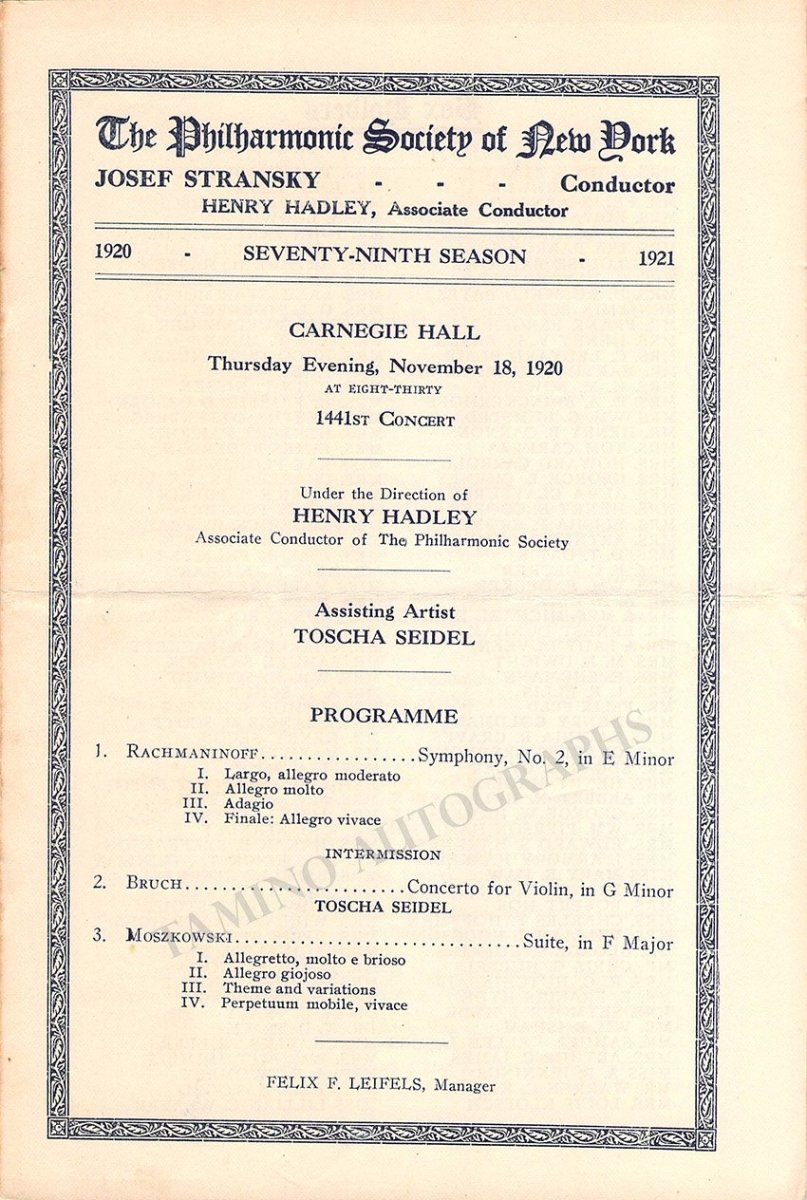 The Philharmonic Society of New York
JOSEF STRANSKY - - - Conductor
HENRY HADLEY, Associate Conductor
1920 - SEVENTY-NINTH SEASON - 1921
CARNEGIE HALL
Thursday Evening, November 18, 1920
AT EIGHT-THIRTY
1441ST CONCERT
Under the Direction of
HENRY HADLEY
Associate Conductor of The Philharmonic Society
Assisting Artist
TOSCHA SEIDEL
PROGRAMME
1. RACHMANINOFF.................Symphony, No. 2, in E Minor
I. Largo, allegro moderato
II. Allegro molto
III. Adagio
IV. Finale: Allegro vivace
INTERMISSION
2. BRUCH........................Concerto for Violin, in G Minor
TOSCHA SEIDEL
3. MOSZKOWSKI...............................Suite, in F Major
I. Allegretto, molto e brioso
II. Allegro giojoso
III. Theme and variations
IV. Perpetuum mobile, vivace
FELIX F. LEIFELS, Manager
TAMINO AUTOGRAPHS